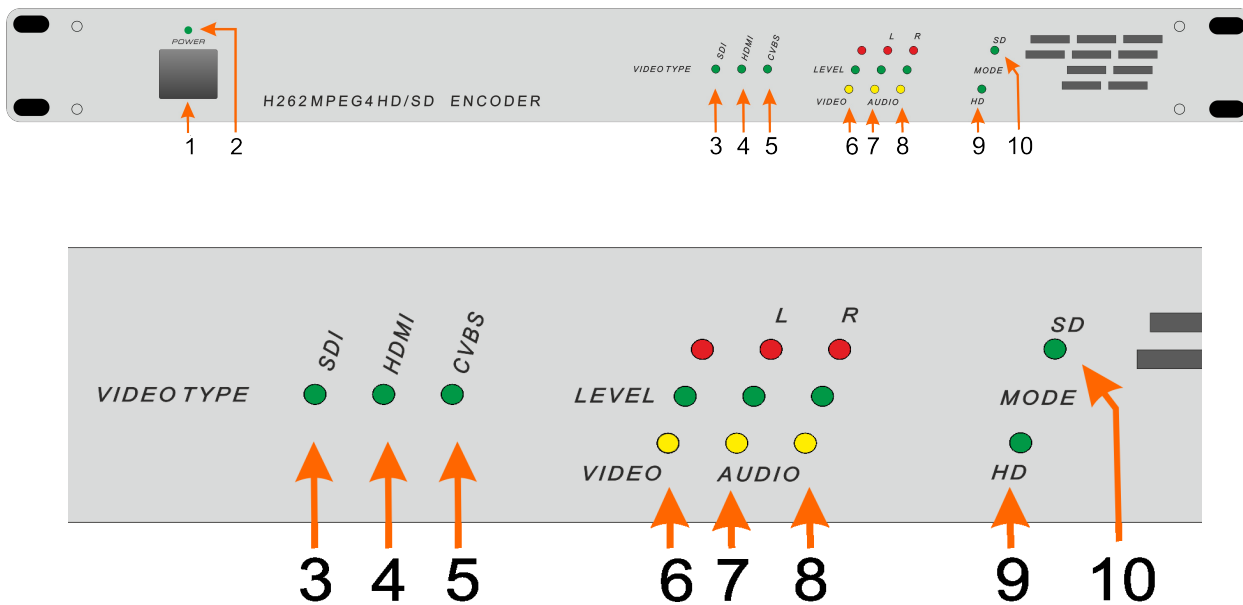 POWER
H262MPEG4HD/SD ENCODER
VIDEO TYPE SDI HDMI CVBS
L R
LEVEL
VIDEO AUDIO
SD
MODE
HD
1 2 3 4 5 6 7 8 9 10
VIDEO TYPE SDI HDMI CVBS
L R
LEVEL
VIDEO AUDIO
SD
MODE
HD
3 4 5 6 7 8 9 10